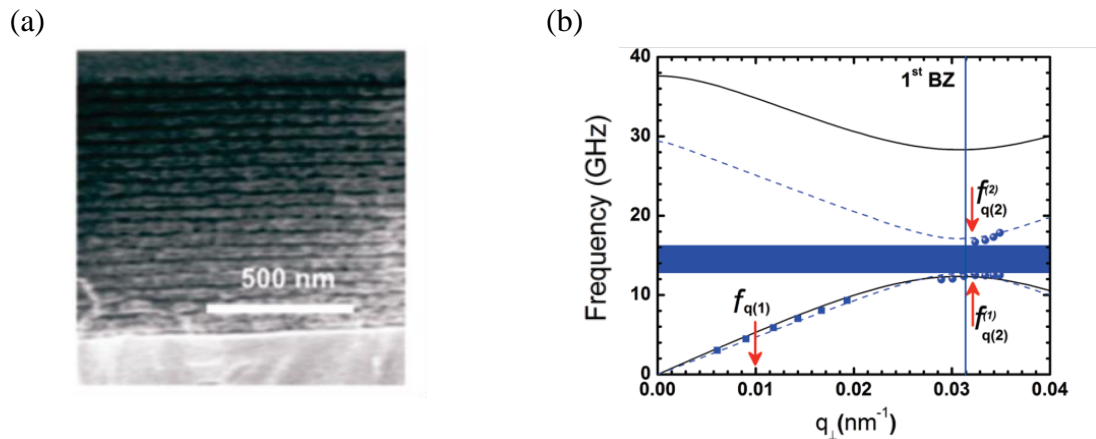 (a)
(b)
500 nm
40
30
20
10
0
Frequency (GHz)
1st BZ
f(2)q(2)
fq(1)
f(1)q(2)
0.00 0.01 0.02 0.03 0.04
q⊥(nm-1)